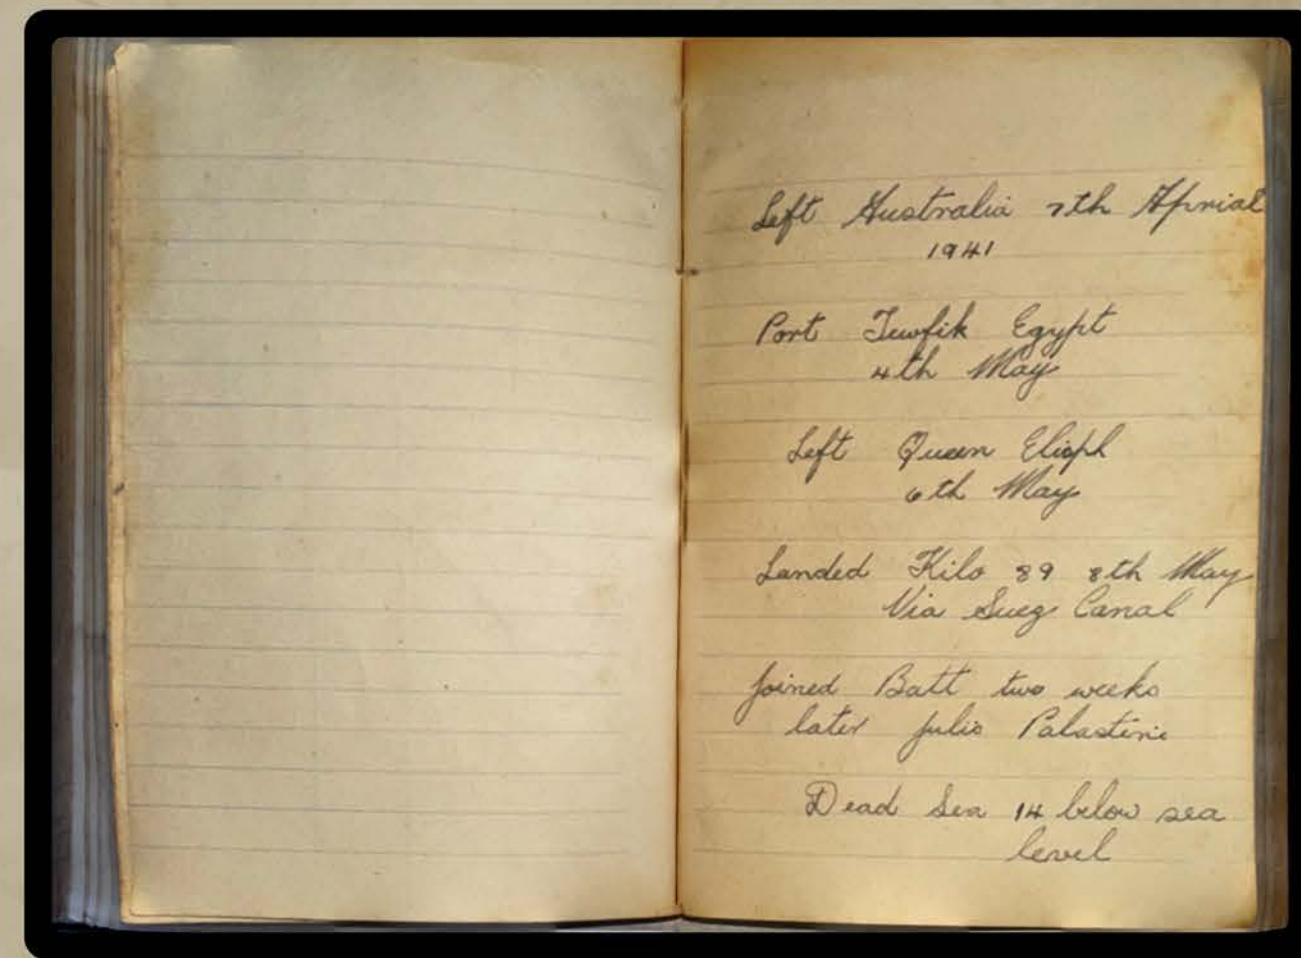 Left Australia 7th Aprial
1941
Port Tewfik Egypt
4th May
Left Queen Elisph
6th May
Landed Kilo 89 8th May
Via Suez Canal
Joined Batt two weeks
later Julis Palastine
Dead Sea 14 below sea
level